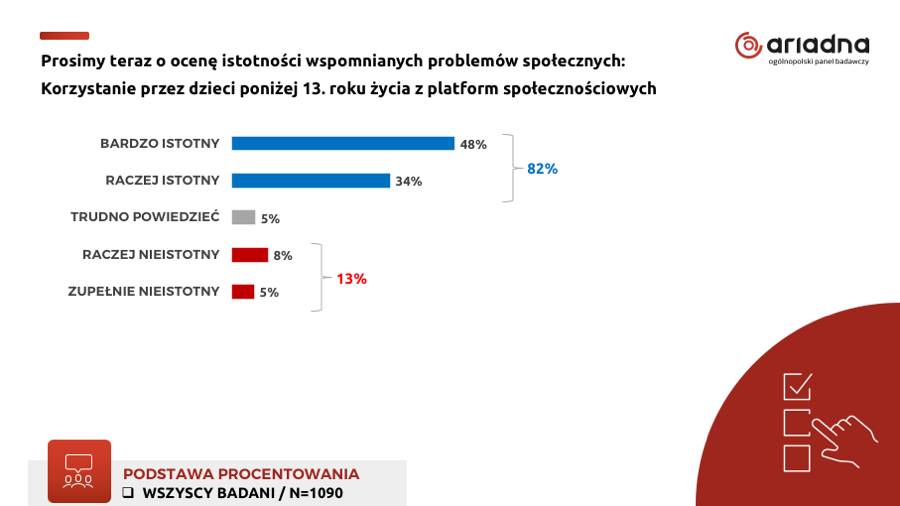 ariadna
ogólnopolski panel badawczy
Prosimy teraz o ocenę istotności wspomnianych problemów społecznych:
Korzystanie przez dzieci poniżej 13. roku życia z platform społecznościowych
BARDZO ISTOTNY 48%
82%
RACZEJ ISTOTNY 34%
TRUDNO POWIEDZIEĆ 5%
RACZEJ NIEISTOTNY 8%
13%
ZUPEŁNIE NIEISTOTNY 5%
PODSTAWA PROCENTOWANIA
WSZYSCY BADANI / N=1090